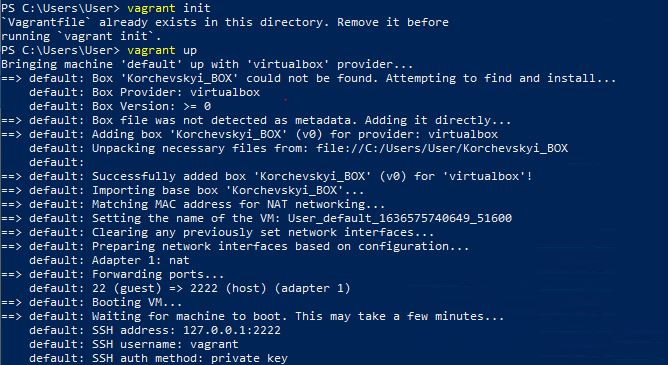 PS C:\Users\User> vagrant init
`Vagrantfile` already exists in this directory. Remove it before
running `vagrant init`.
PS C:\Users\User> vagrant up
Bringing machine 'default' up with 'virtualbox' provider...
==> default: Box 'Korchevskyi_BOX' could not be found. Attempting to find and install...
    default: Box Provider: virtualbox
    default: Box Version: >= 0
==> default: Box file was not detected as metadata. Adding it directly...
==> default: Adding box 'Korchevskyi_BOX' (v0) for provider: virtualbox
    default: Unpacking necessary files from: file://C:/Users/User/Korchevskyi_BOX
    default:
==> default: Successfully added box 'Korchevskyi_BOX' (v0) for 'virtualbox'!
==> default: Importing base box 'Korchevskyi_BOX'...
==> default: Matching MAC address for NAT networking...
==> default: Setting the name of the VM: User_default_1636575740649_51600
==> default: Clearing any previously set network interfaces...
==> default: Preparing network interfaces based on configuration...
    default: Adapter 1: nat
==> default: Forwarding ports...
    default: 22 (guest) => 2222 (host) (adapter 1)
==> default: Booting VM...
==> default: Waiting for machine to boot. This may take a few minutes...
    default: SSH address: 127.0.0.1:2222
    default: SSH username: vagrant
    default: SSH auth method: private key